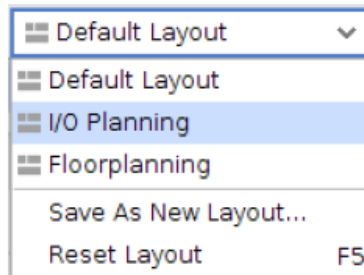 Default Layout
Default Layout
I/O Planning
Floorplanning
Save As New Layout...
Reset Layout F5